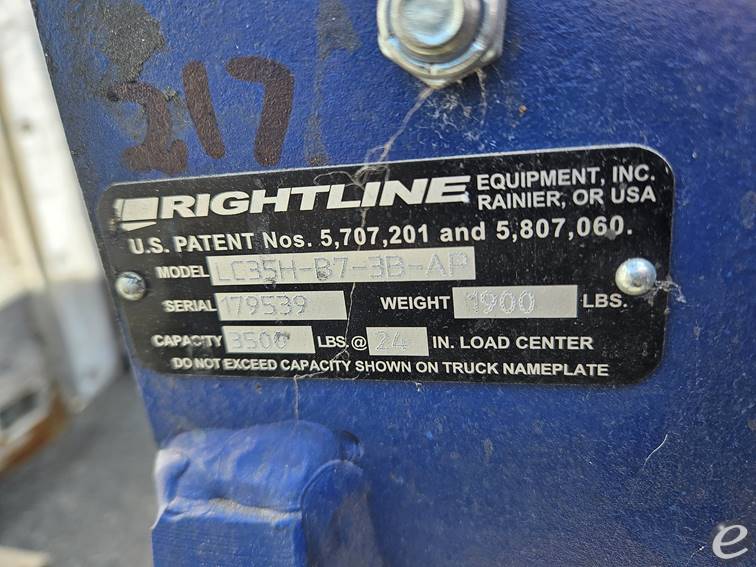 217
RIGHTLINE EQUIPMENT, INC.
RAINIER, OR USA
U.S. PATENT Nos. 5,707,201 and 5,807,060.
MODEL LC35H-B7-3B-AP
SERIAL 179539 WEIGHT 1900 LBS.
CAPACITY 3500 LBS. @ 24 IN. LOAD CENTER
DO NOT EXCEED CAPACITY SHOWN ON TRUCK NAMEPLATE
e